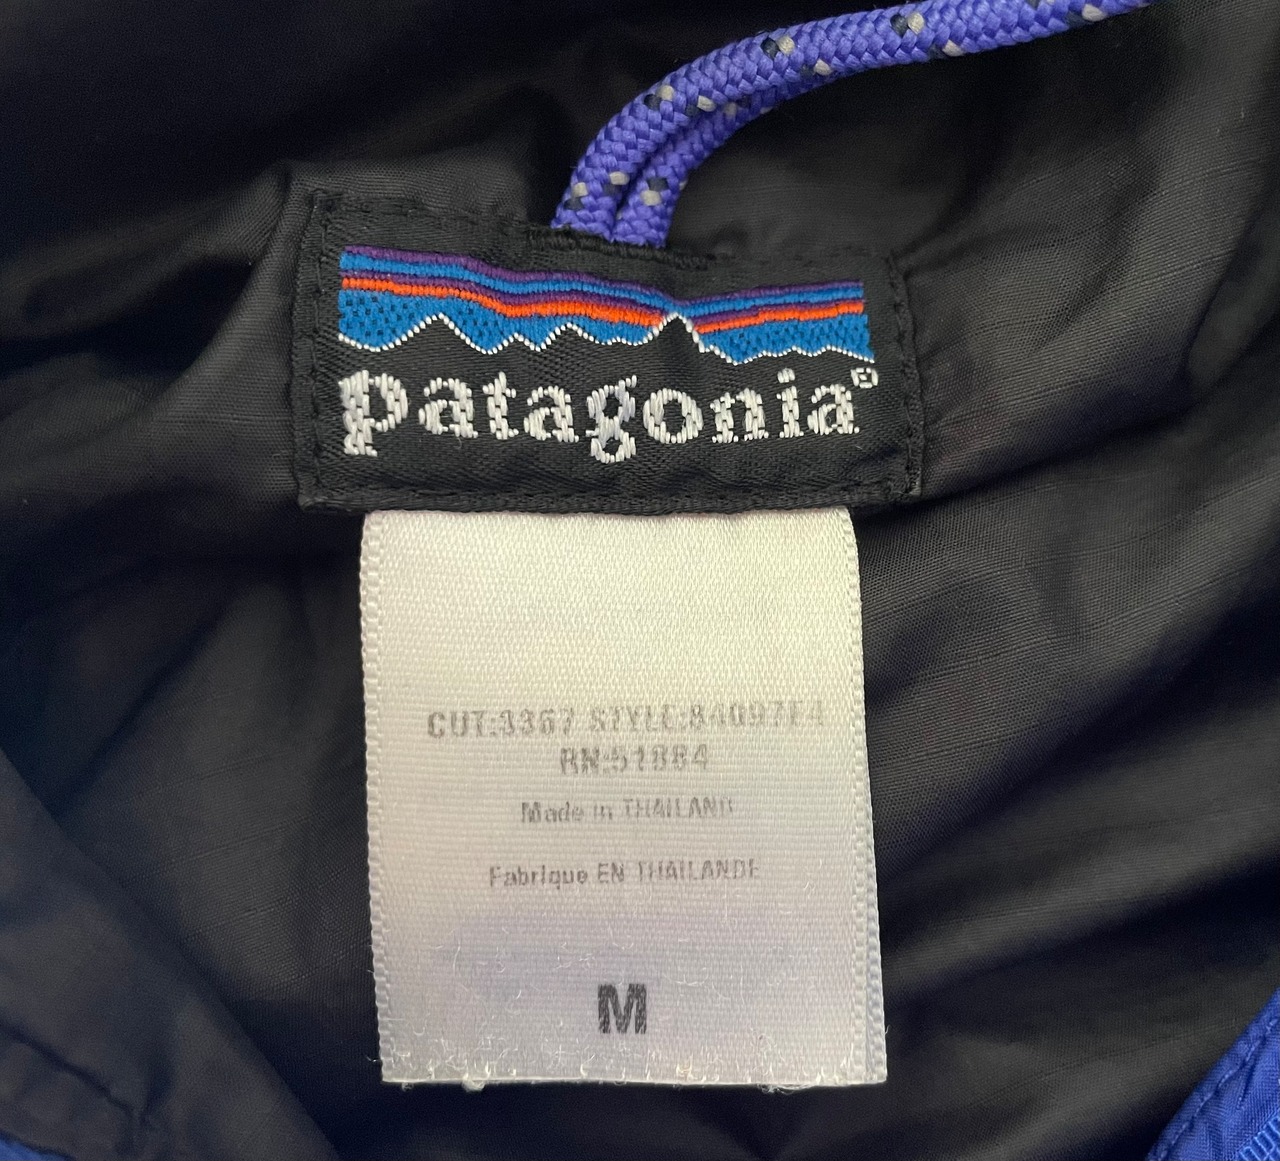 patagonia®
CUT:3367 STYLE:84097F4
RN:51884
Made in THAILAND
Fabrique EN THAILANDE
M